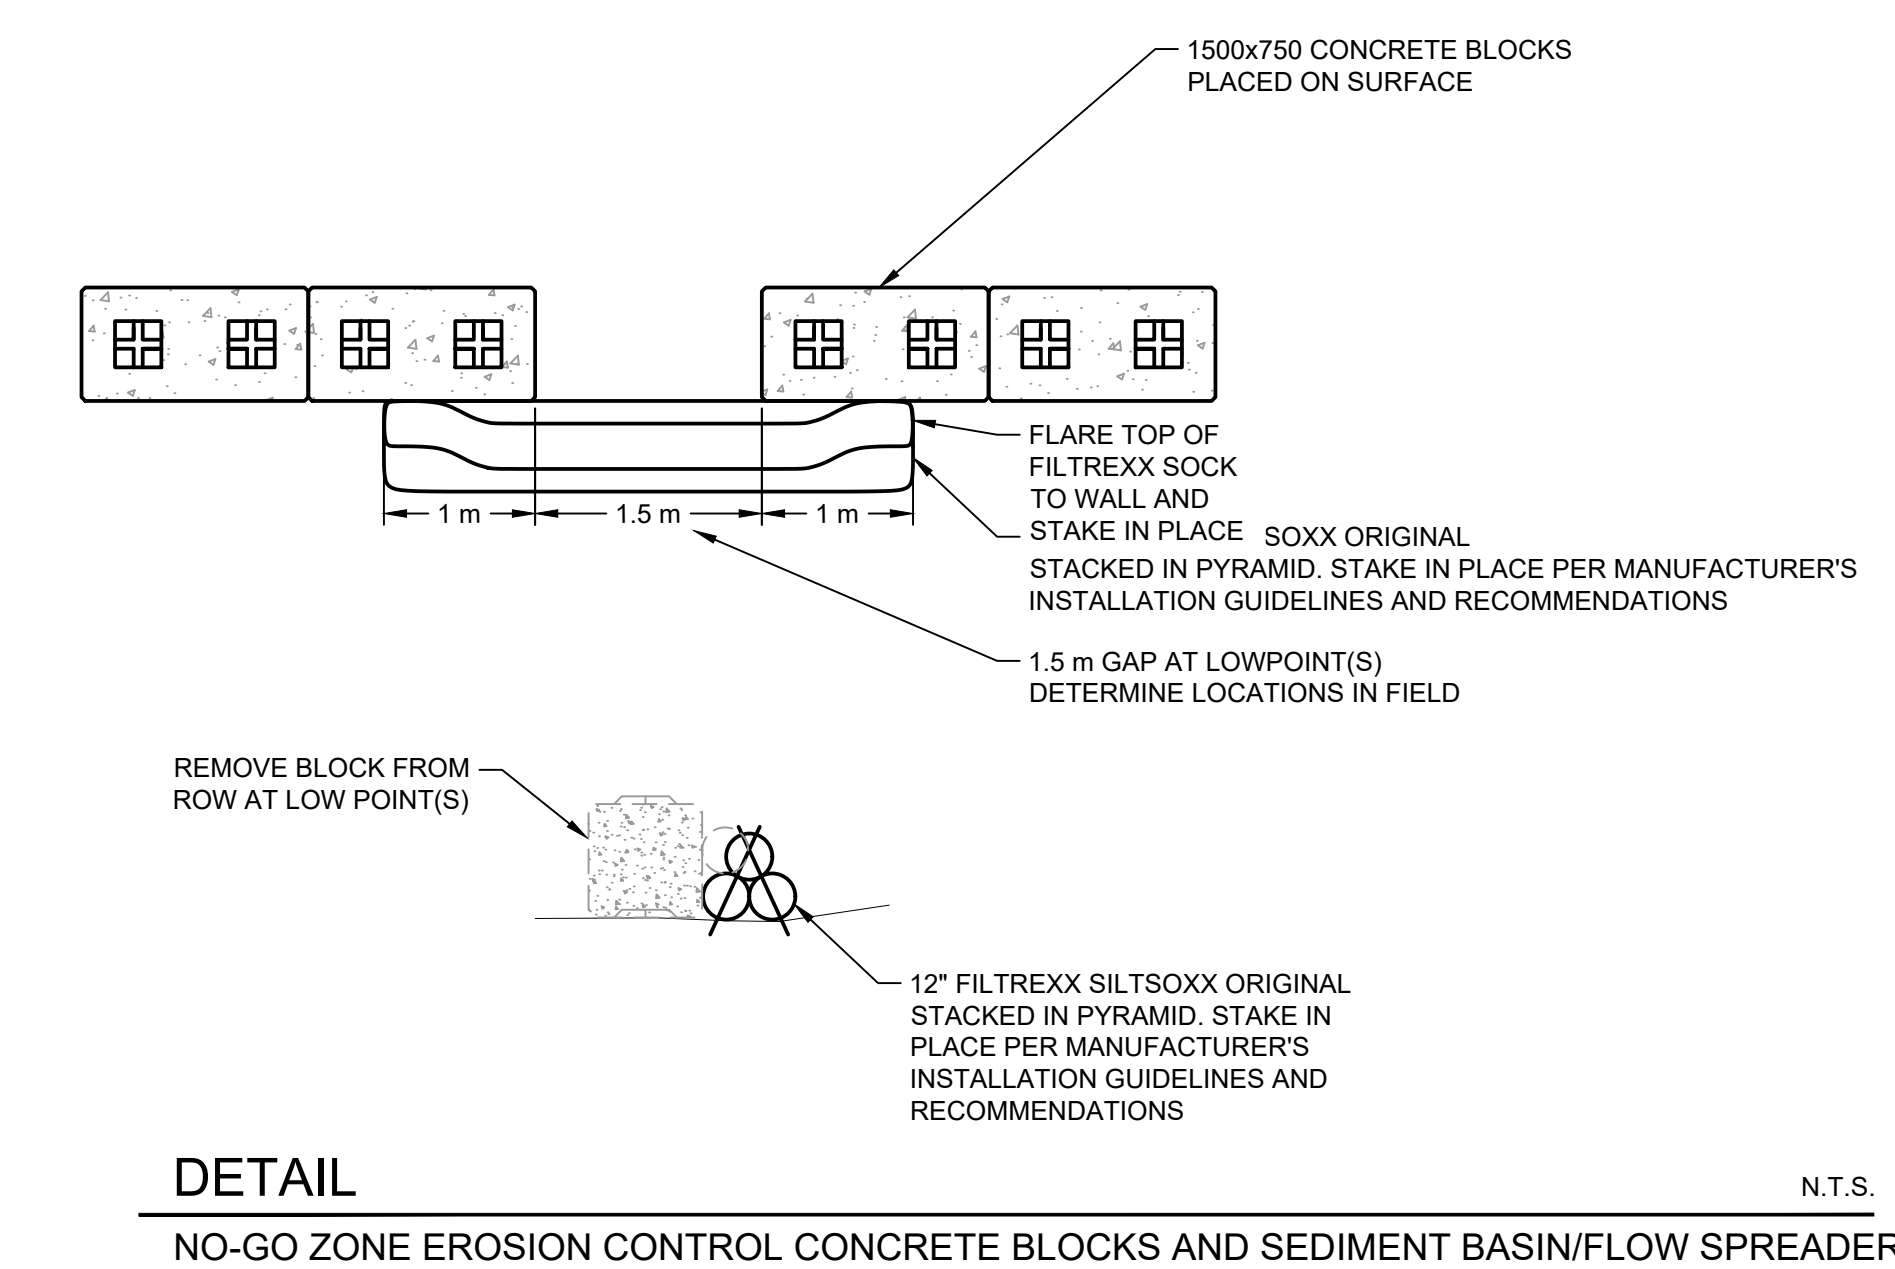 1500x750 CONCRETE BLOCKS
PLACED ON SURFACE
FLARE TOP OF
FILTREXX SOCK
TO WALL AND
STAKE IN PLACE
SOXX ORIGINAL
STACKED IN PYRAMID. STAKE IN PLACE PER MANUFACTURER'S
INSTALLATION GUIDELINES AND RECOMMENDATIONS
1 m
1.5 m
1 m
1.5 m GAP AT LOWPOINT(S)
DETERMINE LOCATIONS IN FIELD
REMOVE BLOCK FROM
ROW AT LOW POINT(S)
12" FILTREXX SILTSOXX ORIGINAL
STACKED IN PYRAMID. STAKE IN
PLACE PER MANUFACTURER'S
INSTALLATION GUIDELINES AND
RECOMMENDATIONS
DETAIL
N.T.S.
NO-GO ZONE EROSION CONTROL CONCRETE BLOCKS AND SEDIMENT BASIN/FLOW SPREADER